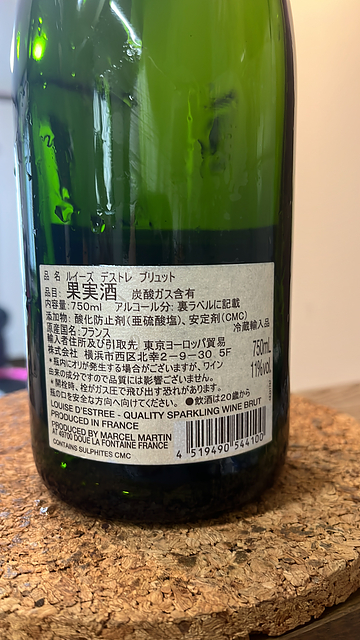 品 名 ルイーズ デストレ ブリュット
品目: 果実酒 炭酸ガス含有
内容量: 750ml アルコール分: 裏ラベルに記載
添加物: 酸化防止剤(亜硫酸塩)、安定剤(CMC)
原産国名: フランス 冷蔵輸入品
輸入者住所及び引取先 東京ヨーロッパ貿易
株式会社 横浜市西区北幸2-9-30 5F
750mL
11%vol.
*瓶内にオリが発生する場合がございますが、ワイン
由来の成分ですので品質には影響ございません。
*開栓時、栓がガス圧で飛び出す恐れがあります。
瓶の口を安全な方向へ向けてください。 ●飲酒は20歳から
LOUISE D'ESTREE - QUALITY SPARKLING WINE BRUT
PRODUCED IN FRANCE
PRODUCED BY MARCEL MARTIN
AT 49700 DOUE LA FONTAINE FRANCE
CONTAINS SULPHITES CMC
4 519490 544100